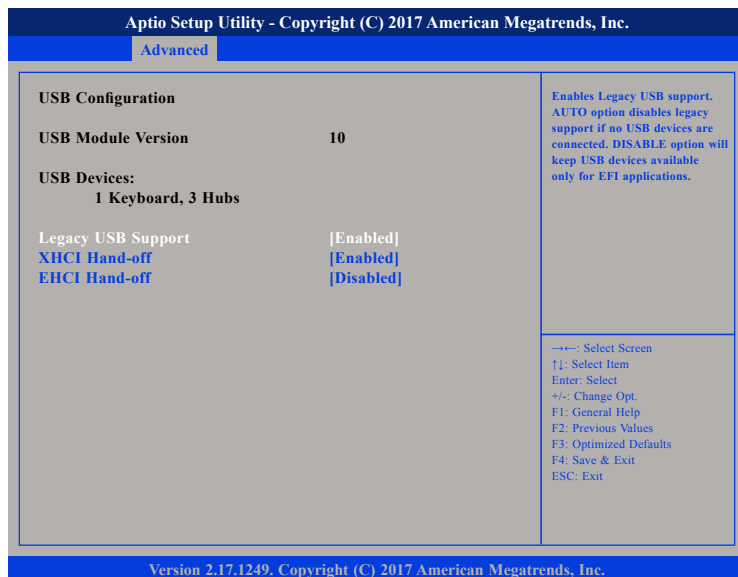 Aptio Setup Utility - Copyright (C) 2017 American Megatrends, Inc.
Advanced
USB Configuration
USB Module Version 10
USB Devices:
1 Keyboard, 3 Hubs
Legacy USB Support [Enabled]
XHCI Hand-off [Enabled]
EHCI Hand-off [Disabled]
Enables Legacy USB support.
AUTO option disables legacy
support if no USB devices are
connected. DISABLE option will
keep USB devices available
only for EFI applications.
→←: Select Screen
↑↓: Select Item
Enter: Select
+/-: Change Opt.
F1: General Help
F2: Previous Values
F3: Optimized Defaults
F4: Save & Exit
ESC: Exit
Version 2.17.1249. Copyright (C) 2017 American Megatrends, Inc.